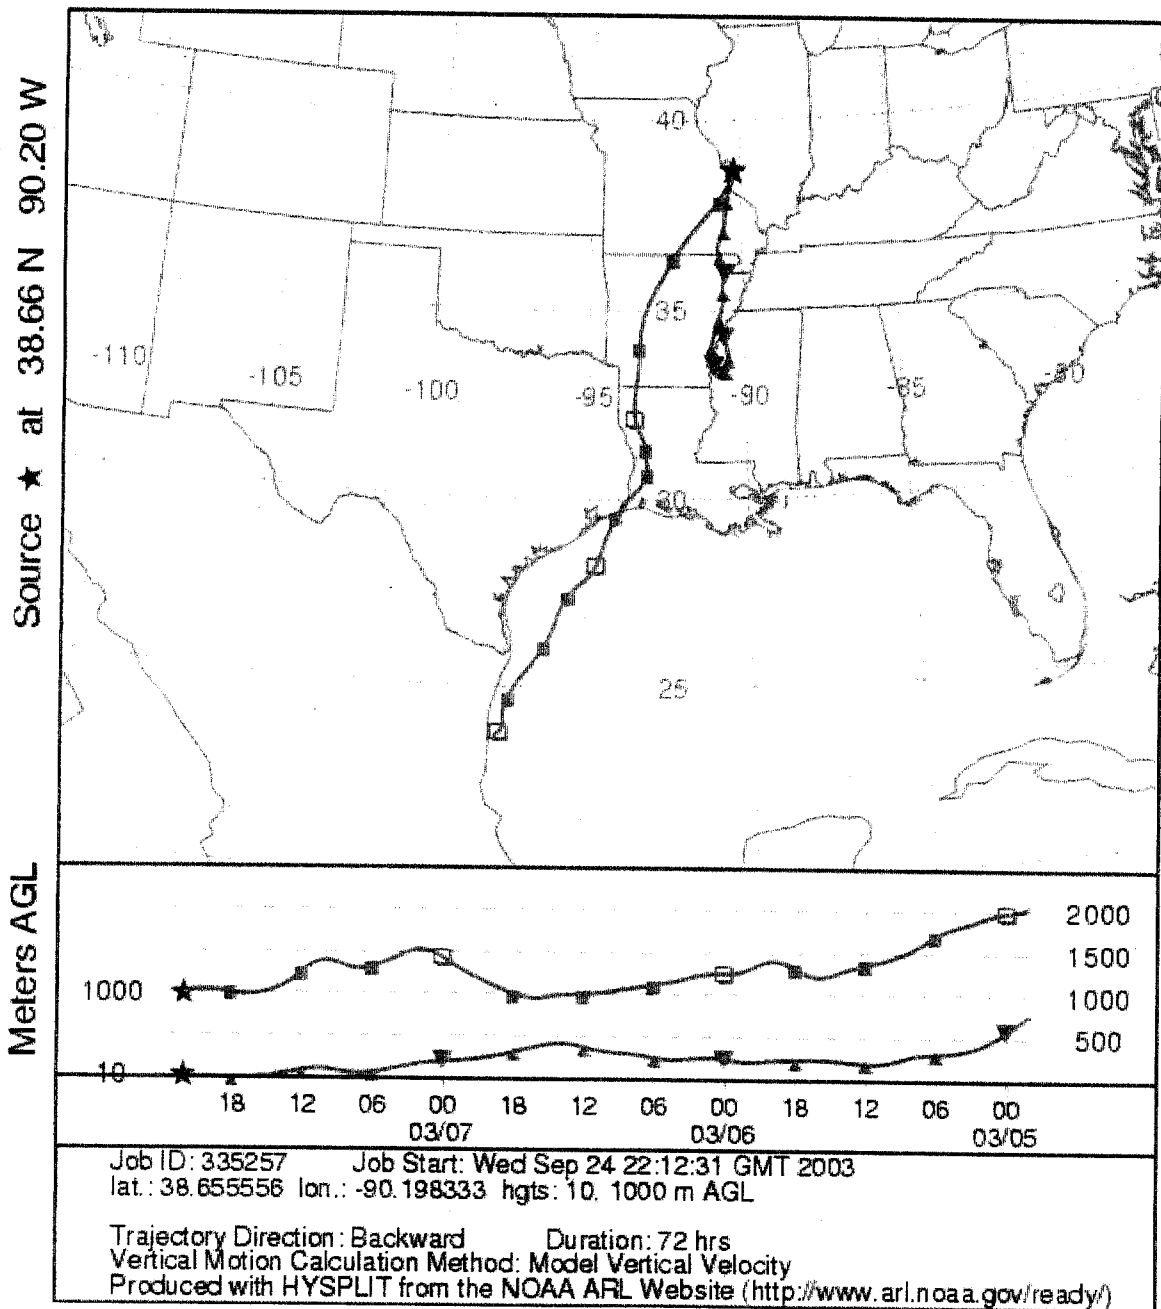 Source ★ at 38.66 N 90.20 W
40
35
-110
-105
-100
-95
-90
-85
-80
30
25
Meters AGL
2000
1500
1000
1000
500
10
18 12 06 00 18 12 06 00 18 12 06 00
03/07 03/06 03/05
Job ID: 335257 Job Start: Wed Sep 24 22:12:31 GMT 2003
lat.: 38.655556 lon.: -90.198333 hgts: 10, 1000 m AGL
Trajectory Direction: Backward Duration: 72 hrs
Vertical Motion Calculation Method: Model Vertical Velocity
Produced with HYSPLIT from the NOAA ARL Website (http://www.arl.noaa.gov/ready/)